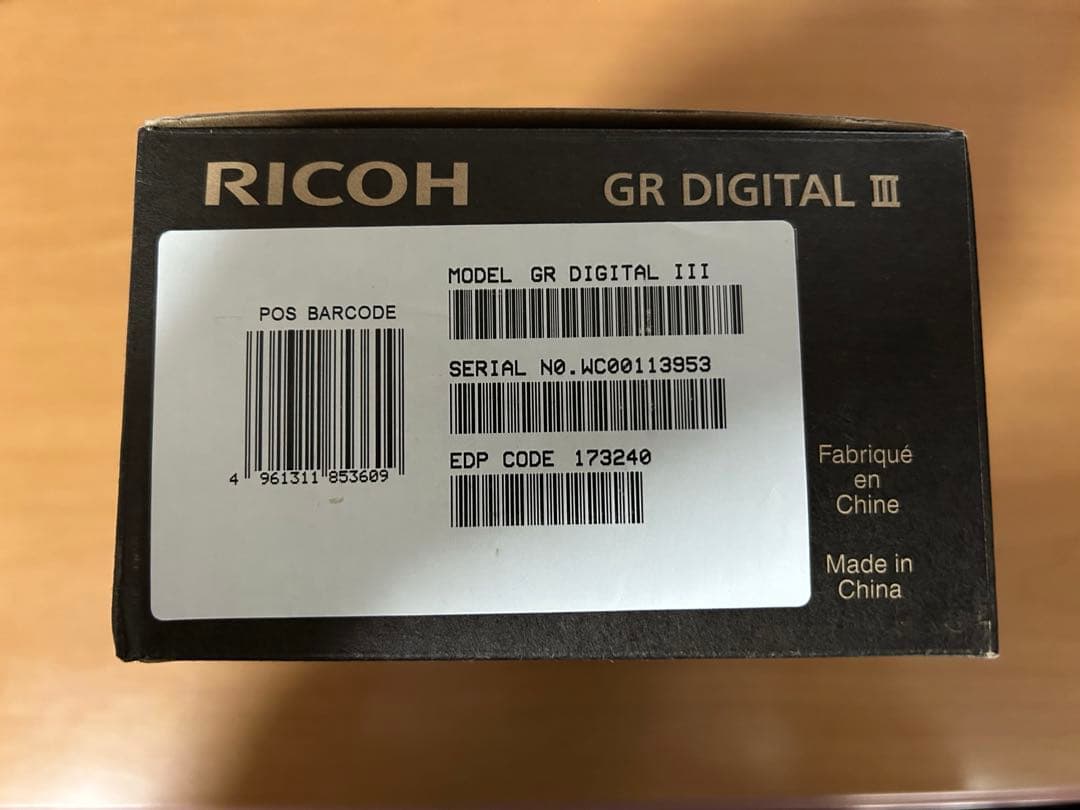 RICOH
GR DIGITAL III
POS BARCODE
4 961311 853609
MODEL GR DIGITAL III
SERIAL NO.WC00113953
EDP CODE 173240
Fabriqué
en
Chine
Made in
China